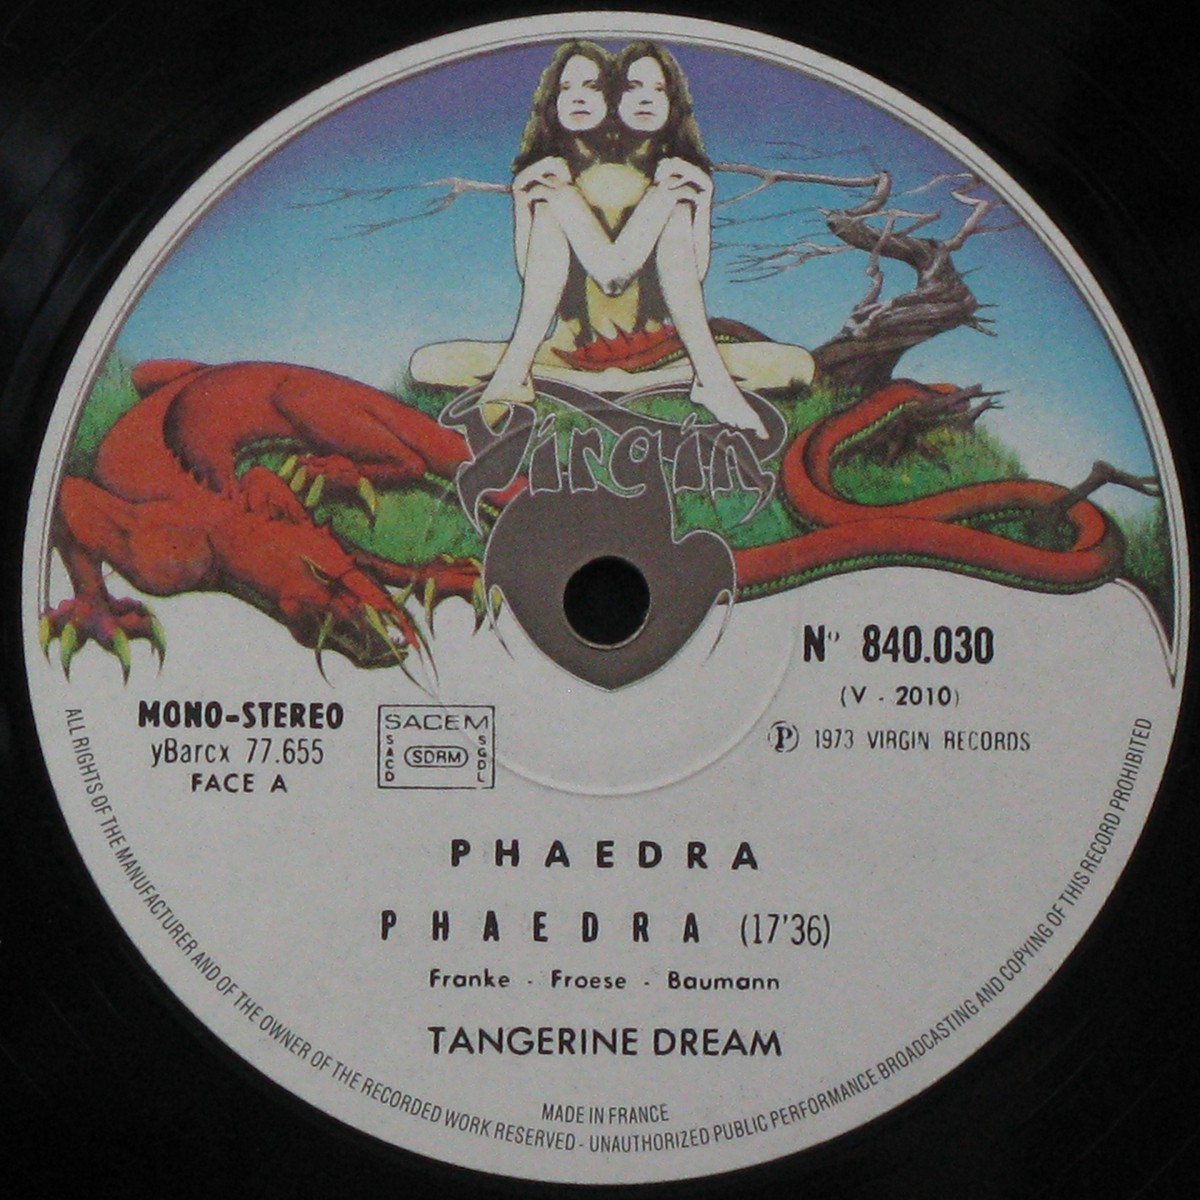 Virgin
Nº 840.030
(V - 2010)
Ⓟ 1973 VIRGIN RECORDS
MONO-STEREO
yBarcx 77.655
FACE A
SACEM
SACD
SDRM
SGDL
PHAEDRA
PHAEDRA (17'36)
Franke - Froese - Baumann
TANGERINE DREAM
MADE IN FRANCE
ALL RIGHTS OF THE MANUFACTURER AND OF THE OWNER OF THE RECORDED WORK RESERVED - UNAUTHORIZED PUBLIC PERFORMANCE BROADCASTING AND COPYING OF THIS RECORD PROHIBITED